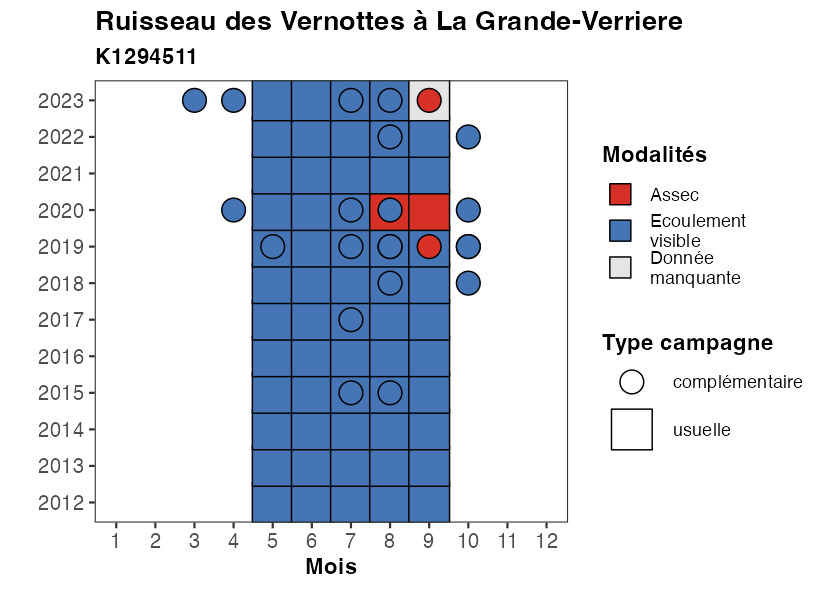 Ruisseau des Vernottes à La Grande-Verriere
K1294511
2023
2022
2021
2020
2019
2018
2017
2016
2015
2014
2013
2012
1 2 3 4 5 6 7 8 9 10 11 12
Mois
Modalités
Assec
Ecoulement
visible
Donnée
manquante
Type campagne
complémentaire
usuelle